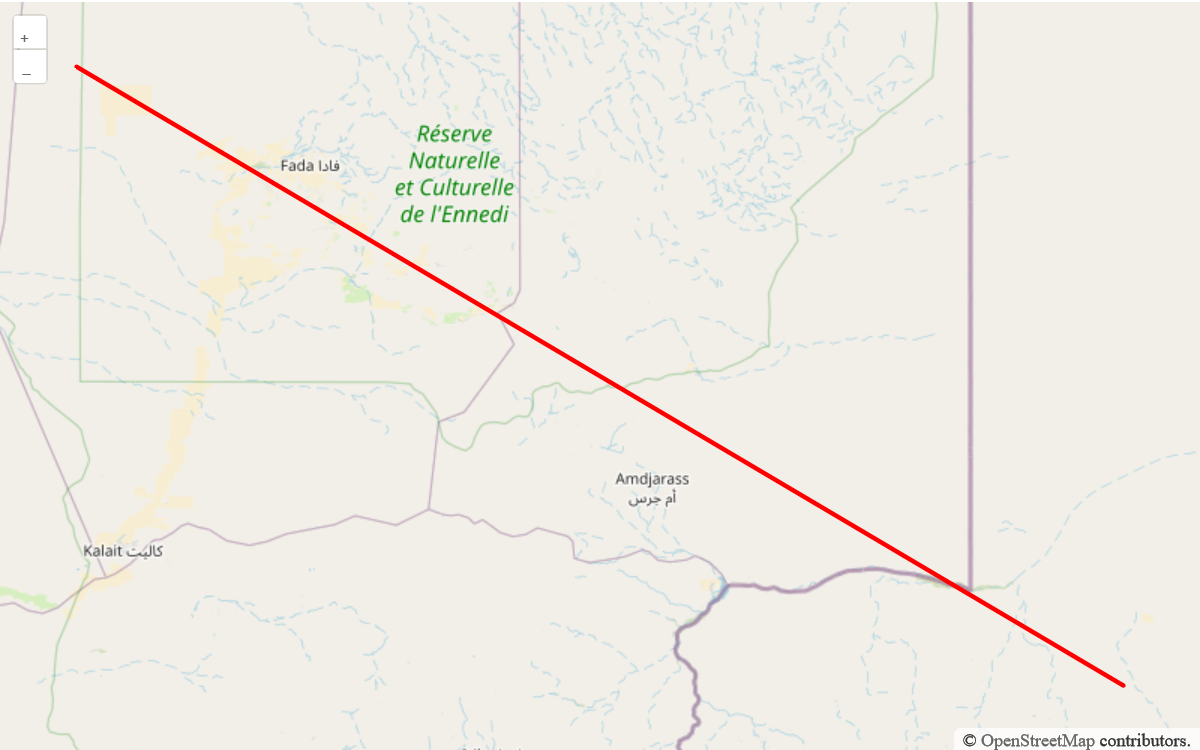 +
–
Fada فادا
Réserve
Naturelle
et Culturelle
de l'Ennedi
Amdjarass
أم جرس
Kalait كاليت
© OpenStreetMap contributors.